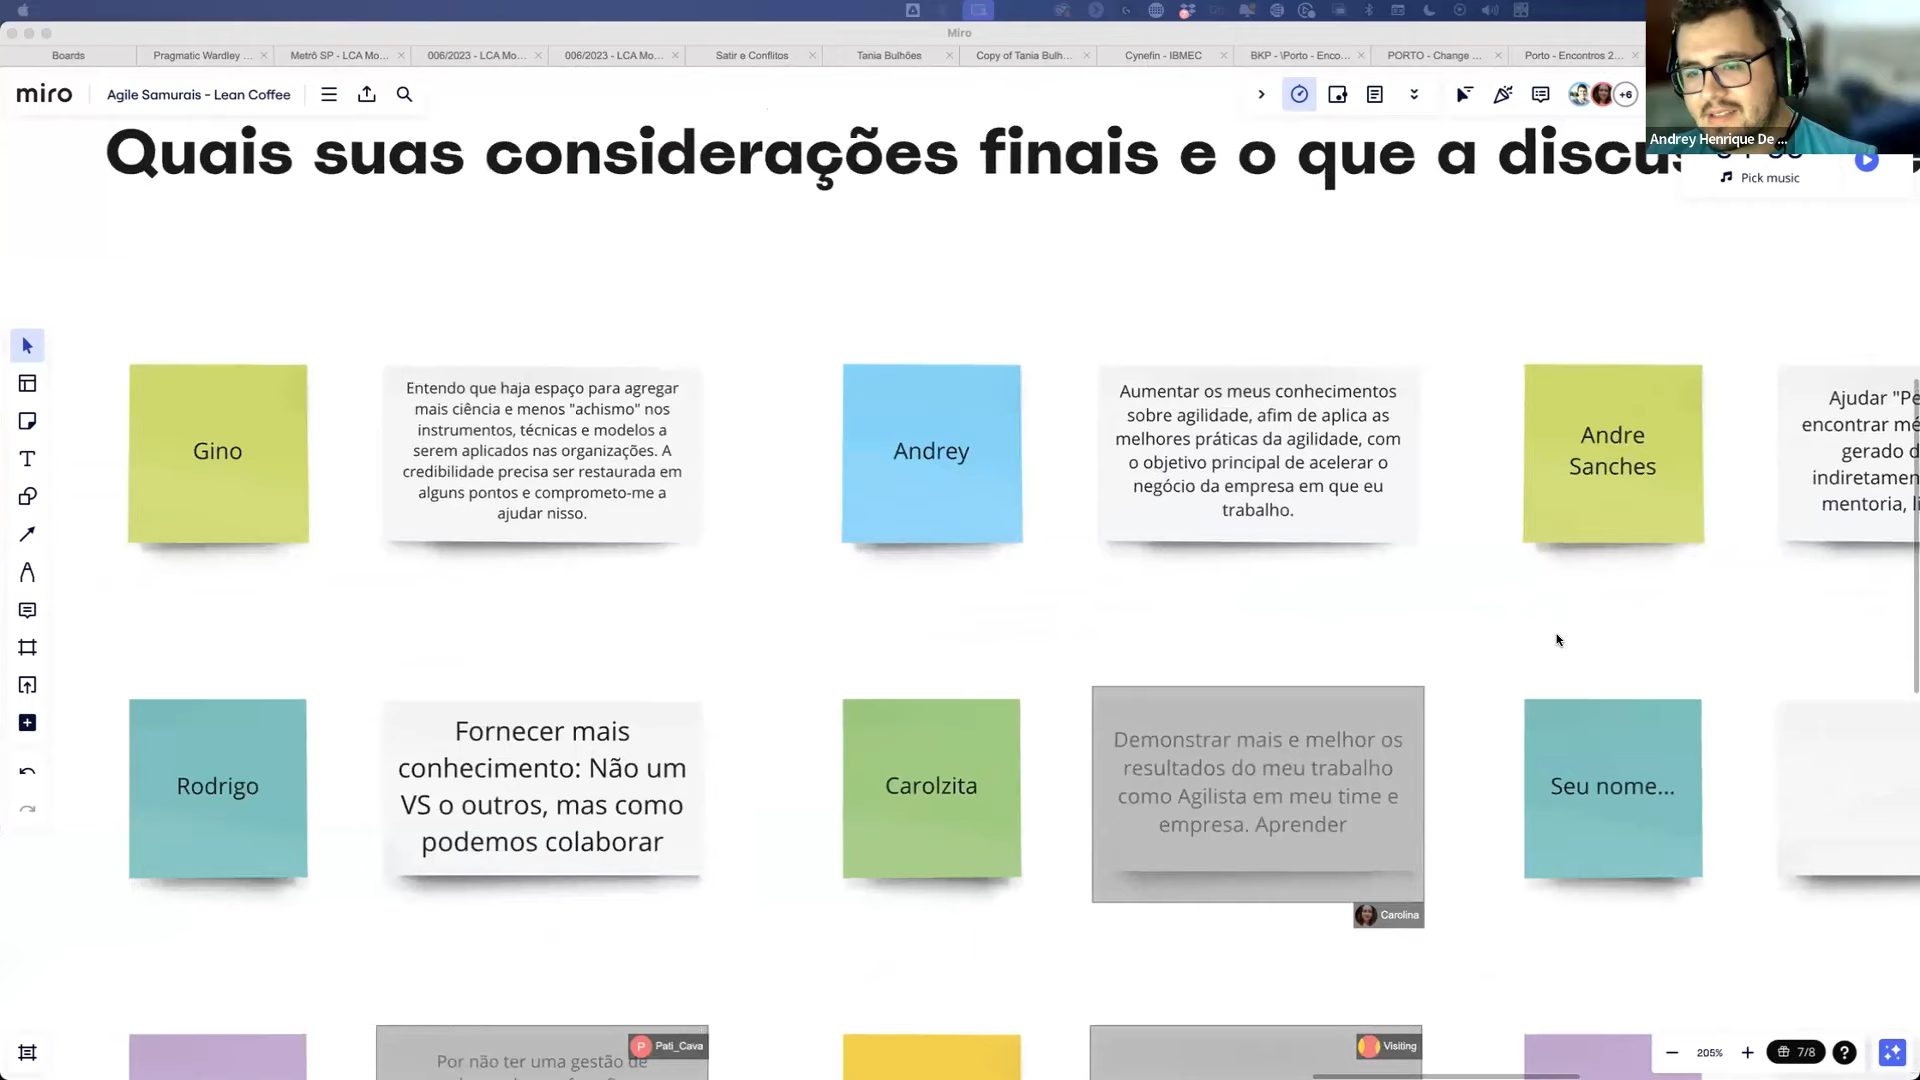 Miro
Boards
Pragmatic Wardley ...
Metrô SP - LCA Mo...
006/2023 - LCA Mo...
006/2023 - LCA Mo...
Satir e Conflitos
Tania Bulhões
Copy of Tania Bulh...
Cynefin - IBMEC
BKP - \Porto - Enco...
PORTO - Change ...
Porto - Encontros 2...
miro
Agile Samurais - Lean Coffee
+6
Andrey Henrique De ...
Pick music
Quais suas considerações finais e o que a discus
Gino
Entendo que haja espaço para agregar
mais ciência e menos "achismo" nos
instrumentos, técnicas e modelos a
serem aplicados nas organizações. A
credibilidade precisa ser restaurada em
alguns pontos e comprometo-me a
ajudar nisso.
Andrey
Aumentar os meus conhecimentos
sobre agilidade, afim de aplica as
melhores práticas da agilidade, com
o objetivo principal de acelerar o
negócio da empresa em que eu
trabalho.
Andre
Sanches
Ajudar "Pe
encontrar mé
gerado d
indiretamen
mentoria, li
Rodrigo
Fornecer mais
conhecimento: Não um
VS o outros, mas como
podemos colaborar
Carolzita
Demonstrar mais e melhor os
resultados do meu trabalho
como Agilista em meu time e
empresa. Aprender
Carolina
Seu nome...
P Pati_Cava
Por não ter uma gestão de
Visiting
205%
7/8
?